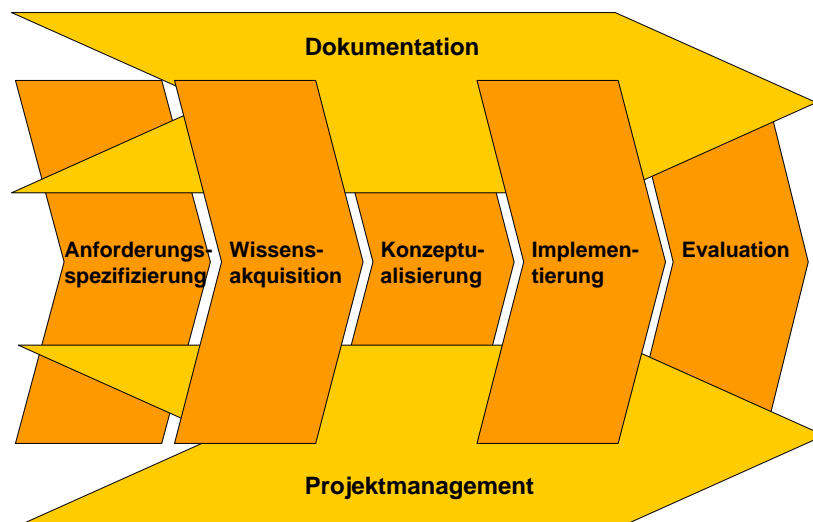 Dokumentation
Anforderungs-
spezifizierung
Wissens-
akquisition
Konzeptu-
alisierung
Implemen-
tierung
Evaluation
Projektmanagement